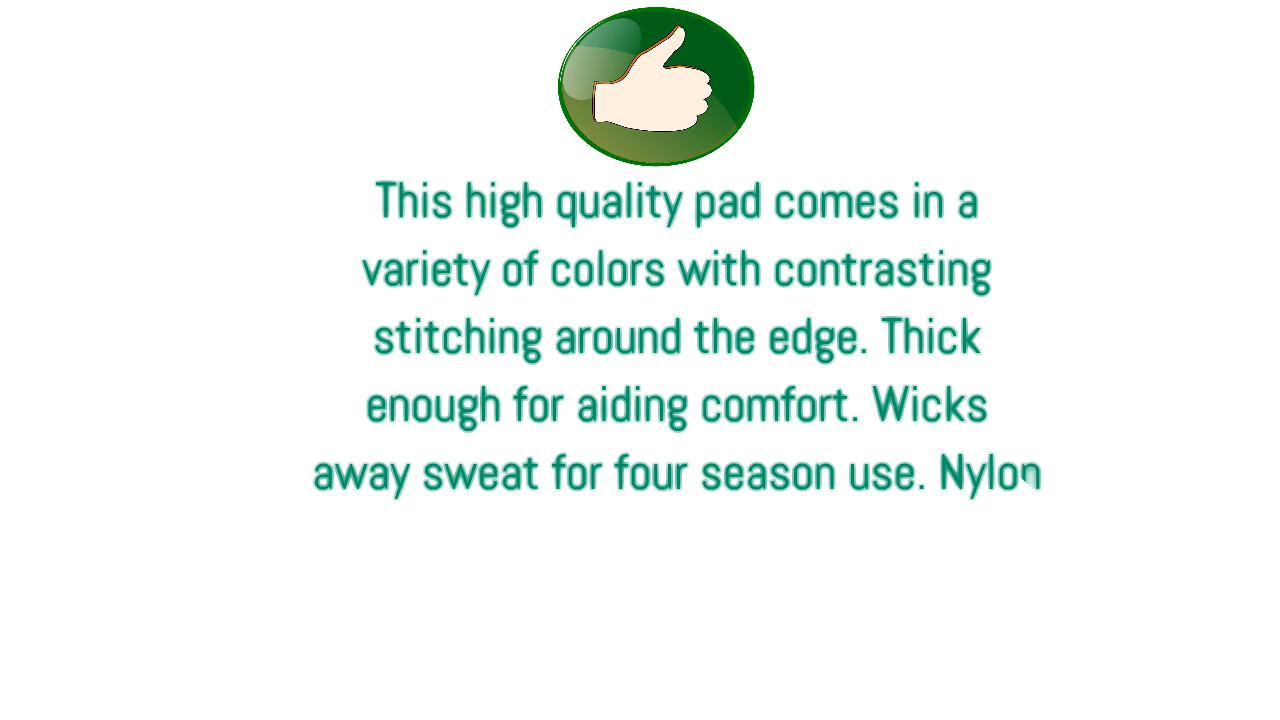 This high quality pad comes in a
variety of colors with contrasting
stitching around the edge. Thick
enough for aiding comfort. Wicks
away sweat for four season use. Nylon